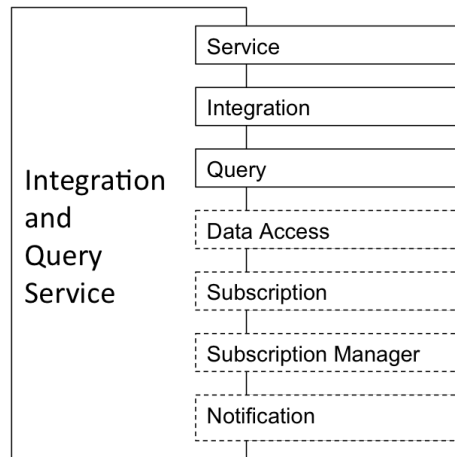 Service
Integration
Query
Integration
and
Query
Service
Data Access
Subscription
Subscription Manager
Notification